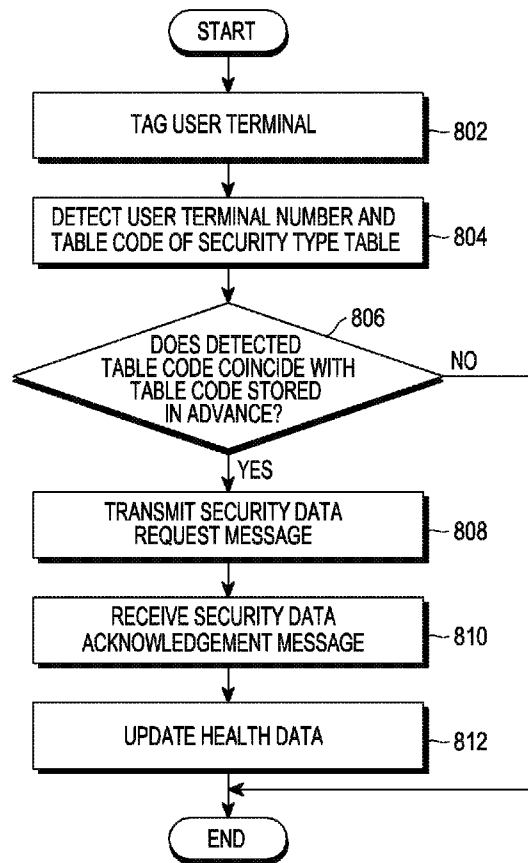 START
TAG USER TERMINAL
802
DETECT USER TERMINAL NUMBER AND
TABLE CODE OF SECURITY TYPE TABLE
804
806
DOES DETECTED
TABLE CODE COINCIDE WITH
TABLE CODE STORED
IN ADVANCE?
NO
YES
TRANSMIT SECURITY DATA
REQUEST MESSAGE
808
RECEIVE SECURITY DATA
ACKNOWLEDGEMENT MESSAGE
810
UPDATE HEALTH DATA
812
END